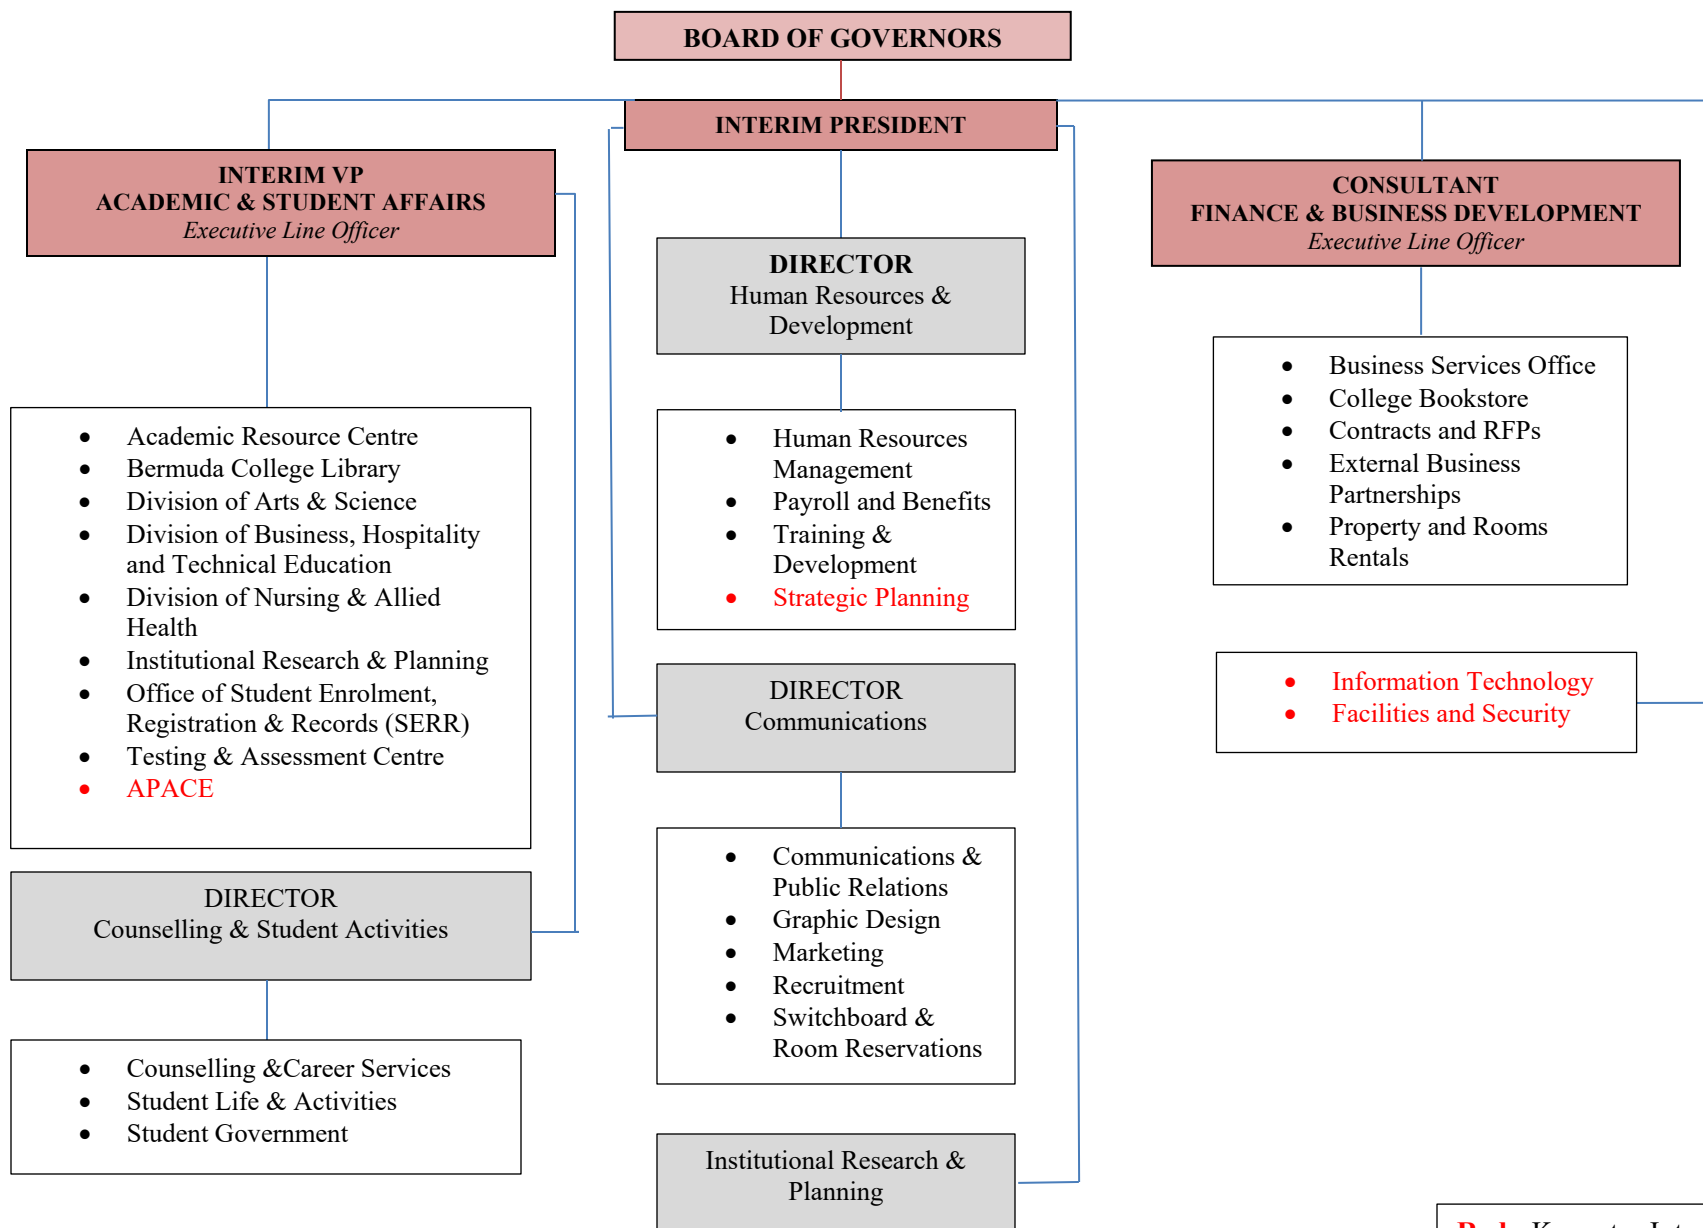 BOARD OF GOVERNORS
INTERIM PRESIDENT
INTERIM VP
ACADEMIC & STUDENT AFFAIRS
Executive Line Officer
CONSULTANT
FINANCE & BUSINESS DEVELOPMENT
Executive Line Officer
DIRECTOR
Human Resources &
Development
• Business Services Office
• College Bookstore
• Contracts and RFPs
• External Business
Partnerships
• Property and Rooms
Rentals
• Academic Resource Centre
• Bermuda College Library
• Division of Arts & Science
• Division of Business, Hospitality
and Technical Education
• Division of Nursing & Allied
Health
• Institutional Research & Planning
• Office of Student Enrolment,
Registration & Records (SERR)
• Testing & Assessment Centre
• APACE
• Human Resources
Management
• Payroll and Benefits
• Training &
Development
• Strategic Planning
• Information Technology
• Facilities and Security
DIRECTOR
Communications
• Communications &
Public Relations
• Graphic Design
• Marketing
• Recruitment
• Switchboard &
Room Reservations
DIRECTOR
Counselling & Student Activities
• Counselling &Career Services
• Student Life & Activities
• Student Government
Institutional Research &
Planning